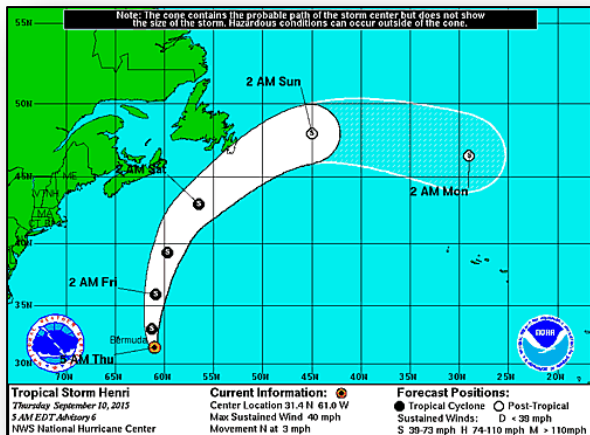 Note: The cone contains the probable path of the storm center but does not show
the size of the storm. Hazardous conditions can occur outside of the cone.
55N
2 AM Sun
50N
45N
ME
2 AM Sat
VT
NH
MA
CT
2 AM Mon
40N
2 AM Fri
35N
Bermuda
NOAA
5 AM Thu
30N
70W 65W 60W 55W 50W 45W 40W 35W 30W 25W
Tropical Storm Henri
Thursday September 10, 2015
5 AM EDT Advisory 6
NWS National Hurricane Center
Current Information:
Center Location 31.4 N 61.0 W
Max Sustained Wind 40 mph
Movement N at 3 mph
Forecast Positions:
Tropical Cyclone Post-Tropical
Sustained Winds: D < 39 mph
S 39-73 mph H 74-110 mph M > 110mph
S
S
S
S
S
S